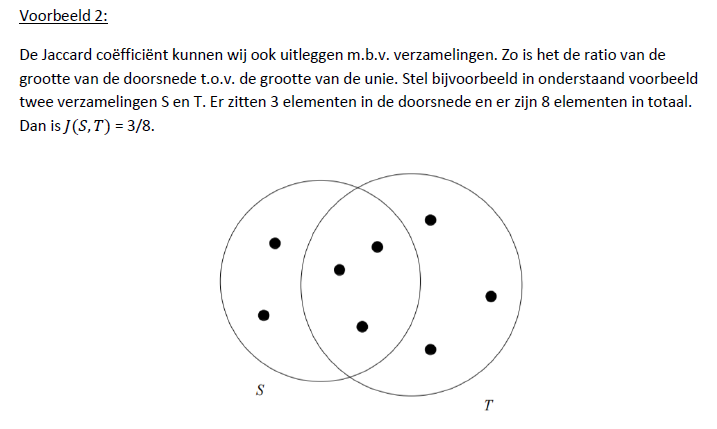 Voorbeeld 2:
De Jaccard coëfficiënt kunnen wij ook uitleggen m.b.v. verzamelingen. Zo is het de ratio van de
grootte van de doorsnede t.o.v. de grootte van de unie. Stel bijvoorbeeld in onderstaand voorbeeld
twee verzamelingen S en T. Er zitten 3 elementen in de doorsnede en er zijn 8 elementen in totaal.
Dan is J(S,T) = 3/8.
S
T